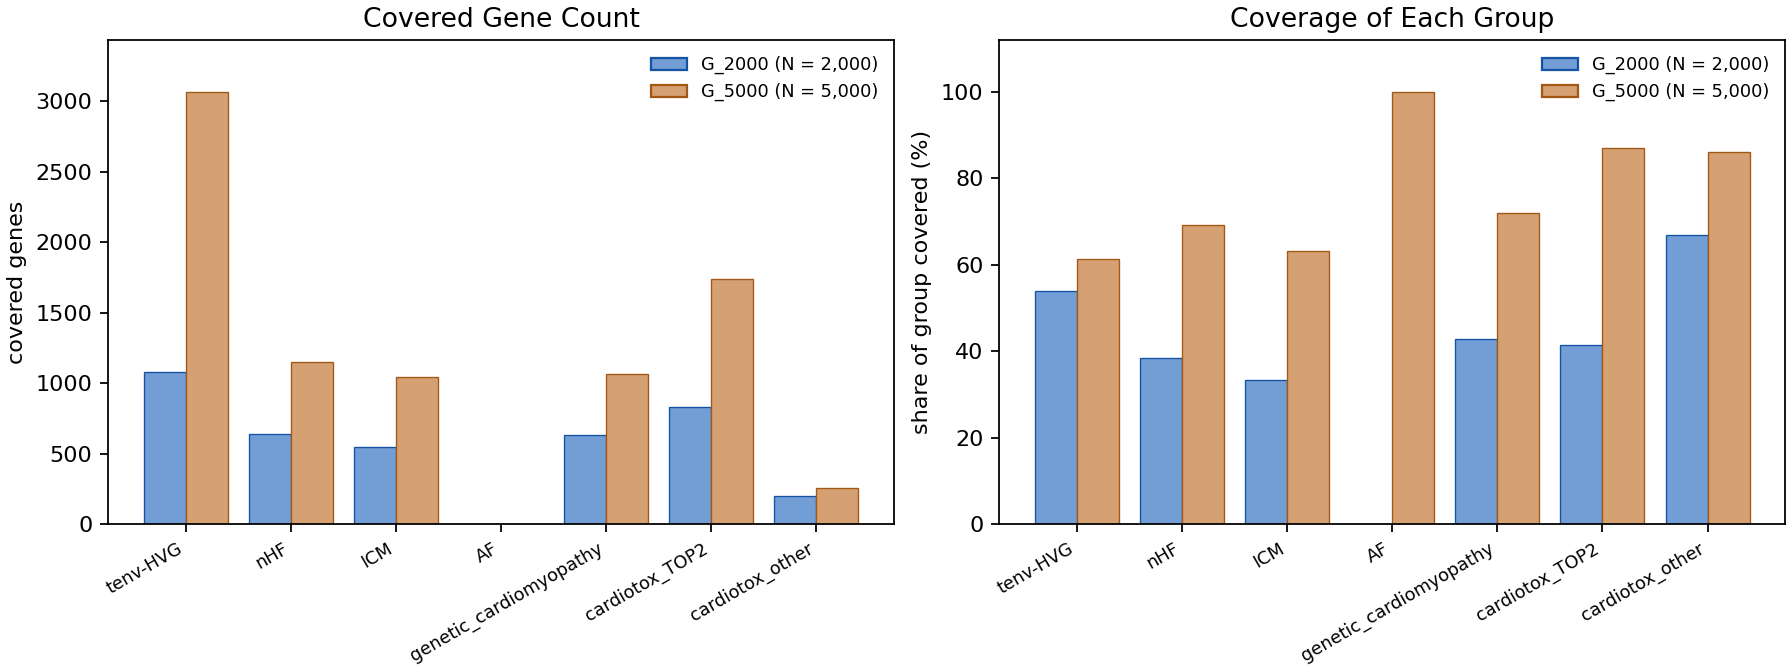 Covered Gene Count
covered genes
3000
2500
2000
1500
1000
500
0
G_2000 (N = 2,000)
G_5000 (N = 5,000)
tenv-HVG
nHF
ICM
AF
genetic_cardiomyopathy
cardiotox_TOP2
cardiotox_other
Coverage of Each Group
share of group covered (%)
100
80
60
40
20
0
G_2000 (N = 2,000)
G_5000 (N = 5,000)
tenv-HVG
nHF
ICM
AF
genetic_cardiomyopathy
cardiotox_TOP2
cardiotox_other